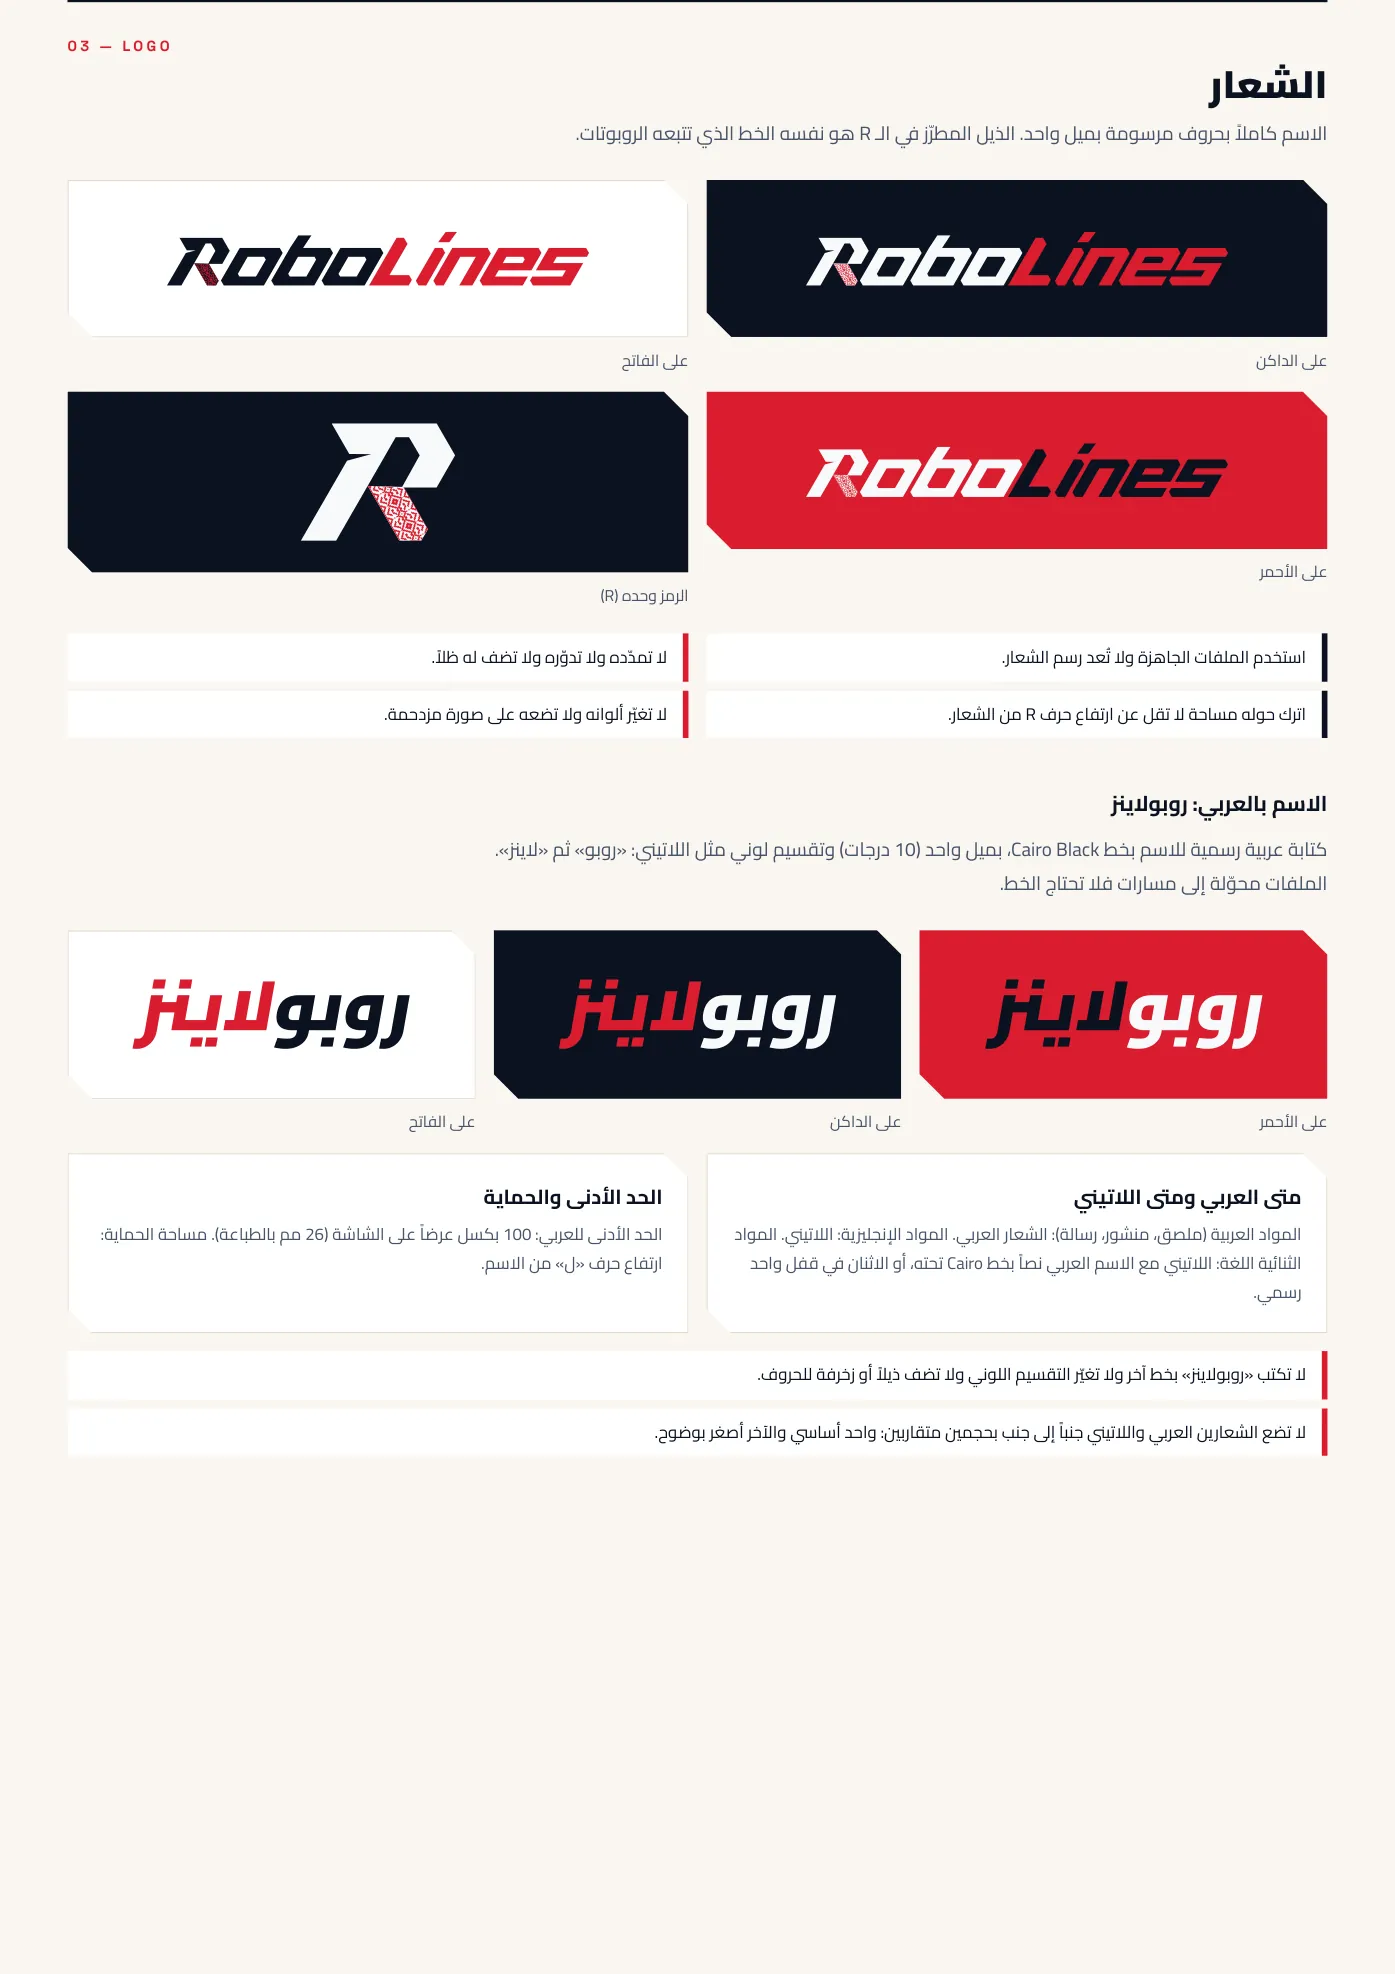 03 — LOGO
الشعار
الاسم كاملاً بحروف مرسومة بميل واحد. الذيل المطرّز في الـ R هو نفسه الخط الذي تتبعه الروبوتات.
RoboLines
RoboLines
على الداكن
على الفاتح
RoboLines
R
على الأحمر
الرمز وحده (R)
استخدم الملفات الجاهزة ولا تُعد رسم الشعار.
لا تمدّده ولا تدوّره ولا تضف له ظلاً.
اترك حوله مساحة لا تقل عن ارتفاع حرف R من الشعار.
لا تغيّر ألوانه ولا تضعه على صورة مزدحمة.
الاسم بالعربي: روبولاينز
كتابة عربية رسمية للاسم بخط Cairo Black، بميل واحد (10 درجات) وتقسيم لوني مثل اللاتيني: «روبو» ثم «لاينز».
الملفات محوّلة إلى مسارات فلا تحتاج الخط.
روبولاينز
روبولاينز
روبولاينز
على الأحمر
على الداكن
على الفاتح
متى العربي ومتى اللاتيني
المواد العربية (ملصق، منشور، رسالة): الشعار العربي. المواد الإنجليزية: اللاتيني. المواد
الثنائية اللغة: اللاتيني مع الاسم العربي نصاً بخط Cairo تحته، أو الاثنان في قفل واحد
رسمي.
الحد الأدنى والحماية
الحد الأدنى للعربي: 100 بكسل عرضاً على الشاشة (26 مم بالطباعة). مساحة الحماية:
ارتفاع حرف «ل» من الاسم.
لا تكتب «روبولاينز» بخط آخر ولا تغيّر التقسيم اللوني ولا تضف ذيلاً أو زخرفة للحروف.
لا تضع الشعارين العربي واللاتيني جنباً إلى جنب بحجمين متقاربين: واحد أساسي والآخر أصغر بوضوح.